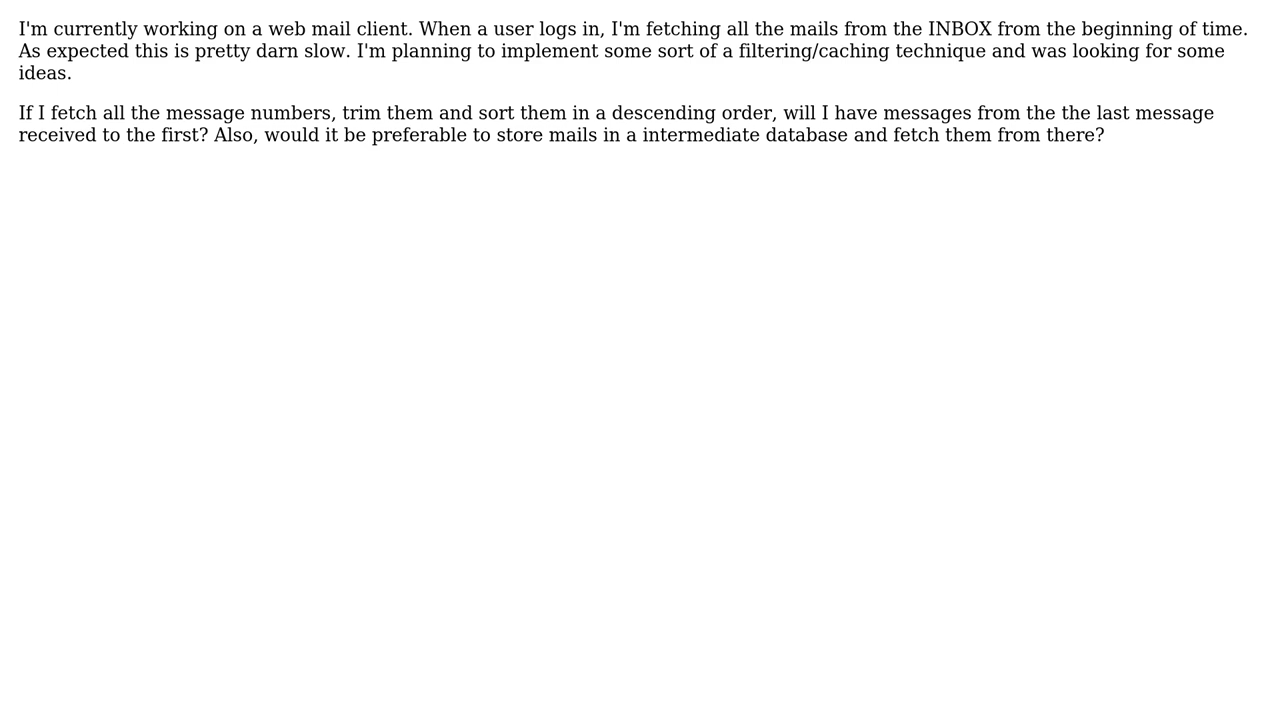 I'm currently working on a web mail client. When a user logs in, I'm fetching all the mails from the INBOX from the beginning of time.
As expected this is pretty darn slow. I'm planning to implement some sort of a filtering/caching technique and was looking for some
ideas.
If I fetch all the message numbers, trim them and sort them in a descending order, will I have messages from the the last message
received to the first? Also, would it be preferable to store mails in a intermediate database and fetch them from there?